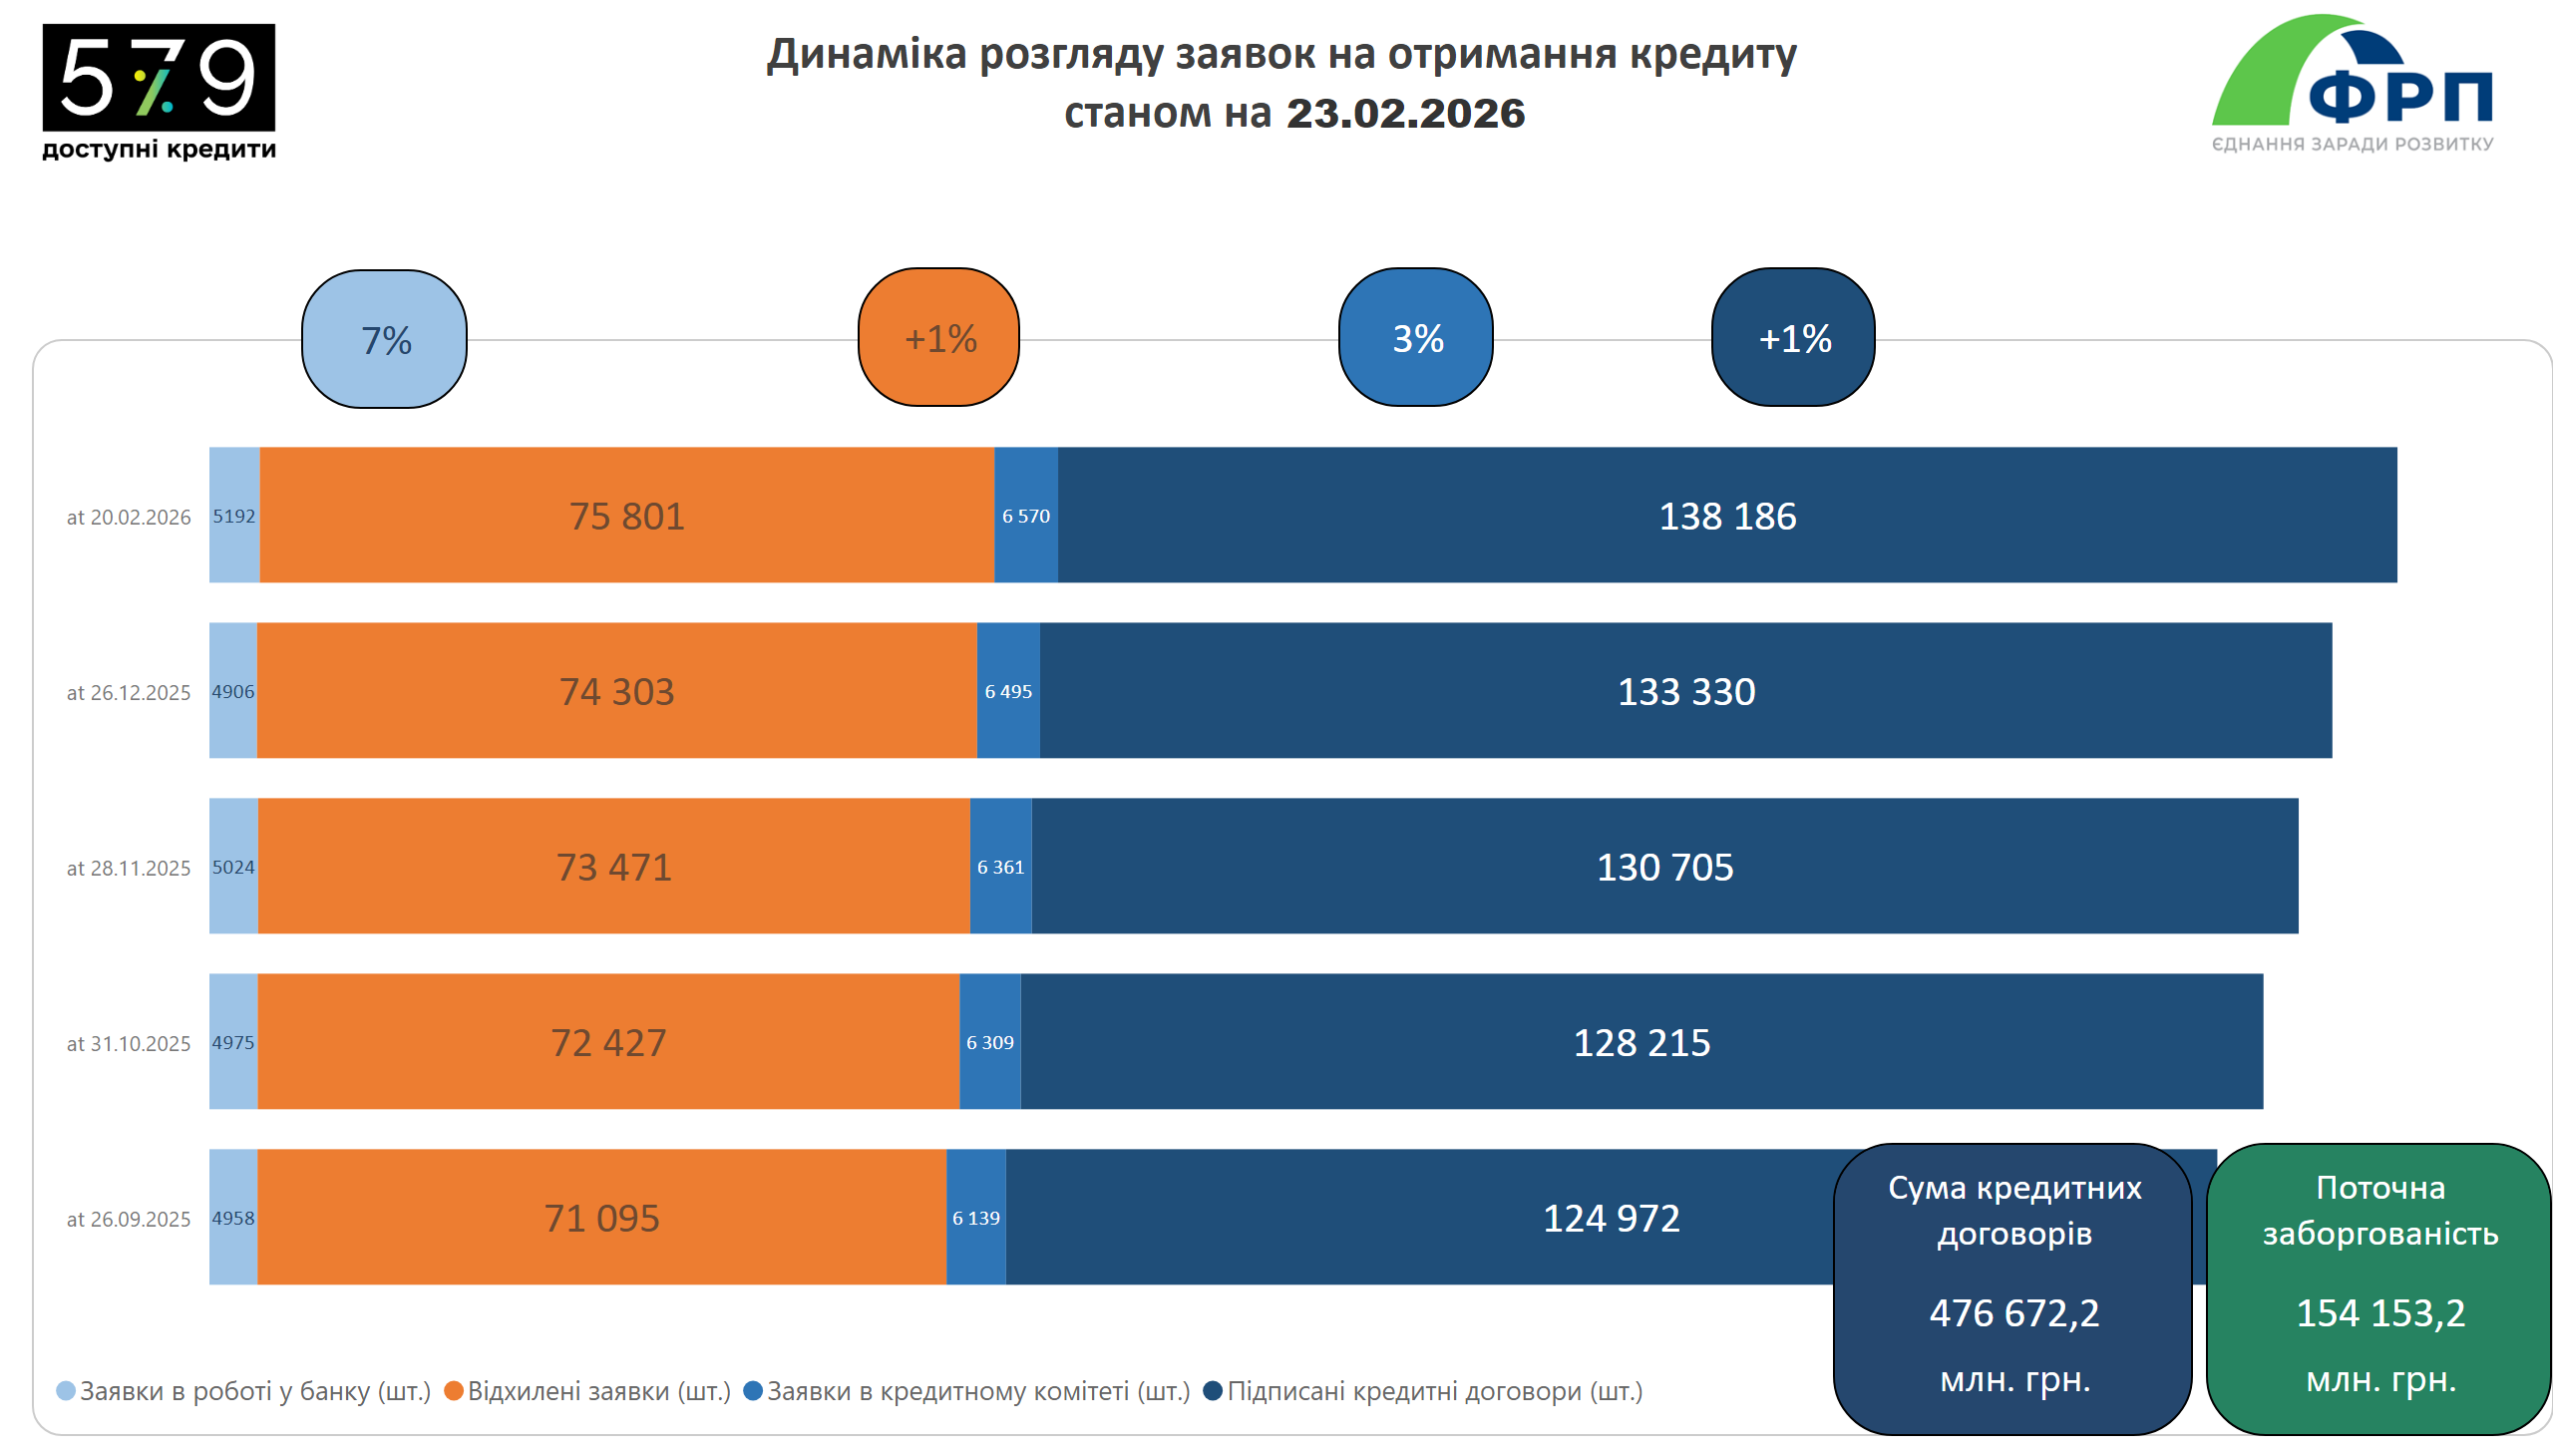 5%7%9
доступні кредити
Динаміка розгляду заявок на отримання кредиту
станом на 23.02.2026
ФРП
ЄДНАННЯ ЗАРАДИ РОЗВИТКУ
7% +1% 3% +1%
at 20.02.2026 5192 75 801 6 570 138 186
at 26.12.2025 4906 74 303 6 495 133 330
at 28.11.2025 5024 73 471 6 361 130 705
at 31.10.2025 4975 72 427 6 309 128 215
at 26.09.2025 4958 71 095 6 139 124 972
Сума кредитних
договорів
476 672,2
млн. грн.
Поточна
заборгованість
154 153,2
млн. грн.
Заявки в роботі у банку (шт.) Відхилені заявки (шт.) Заявки в кредитному комітеті (шт.) Підписані кредитні договори (шт.)